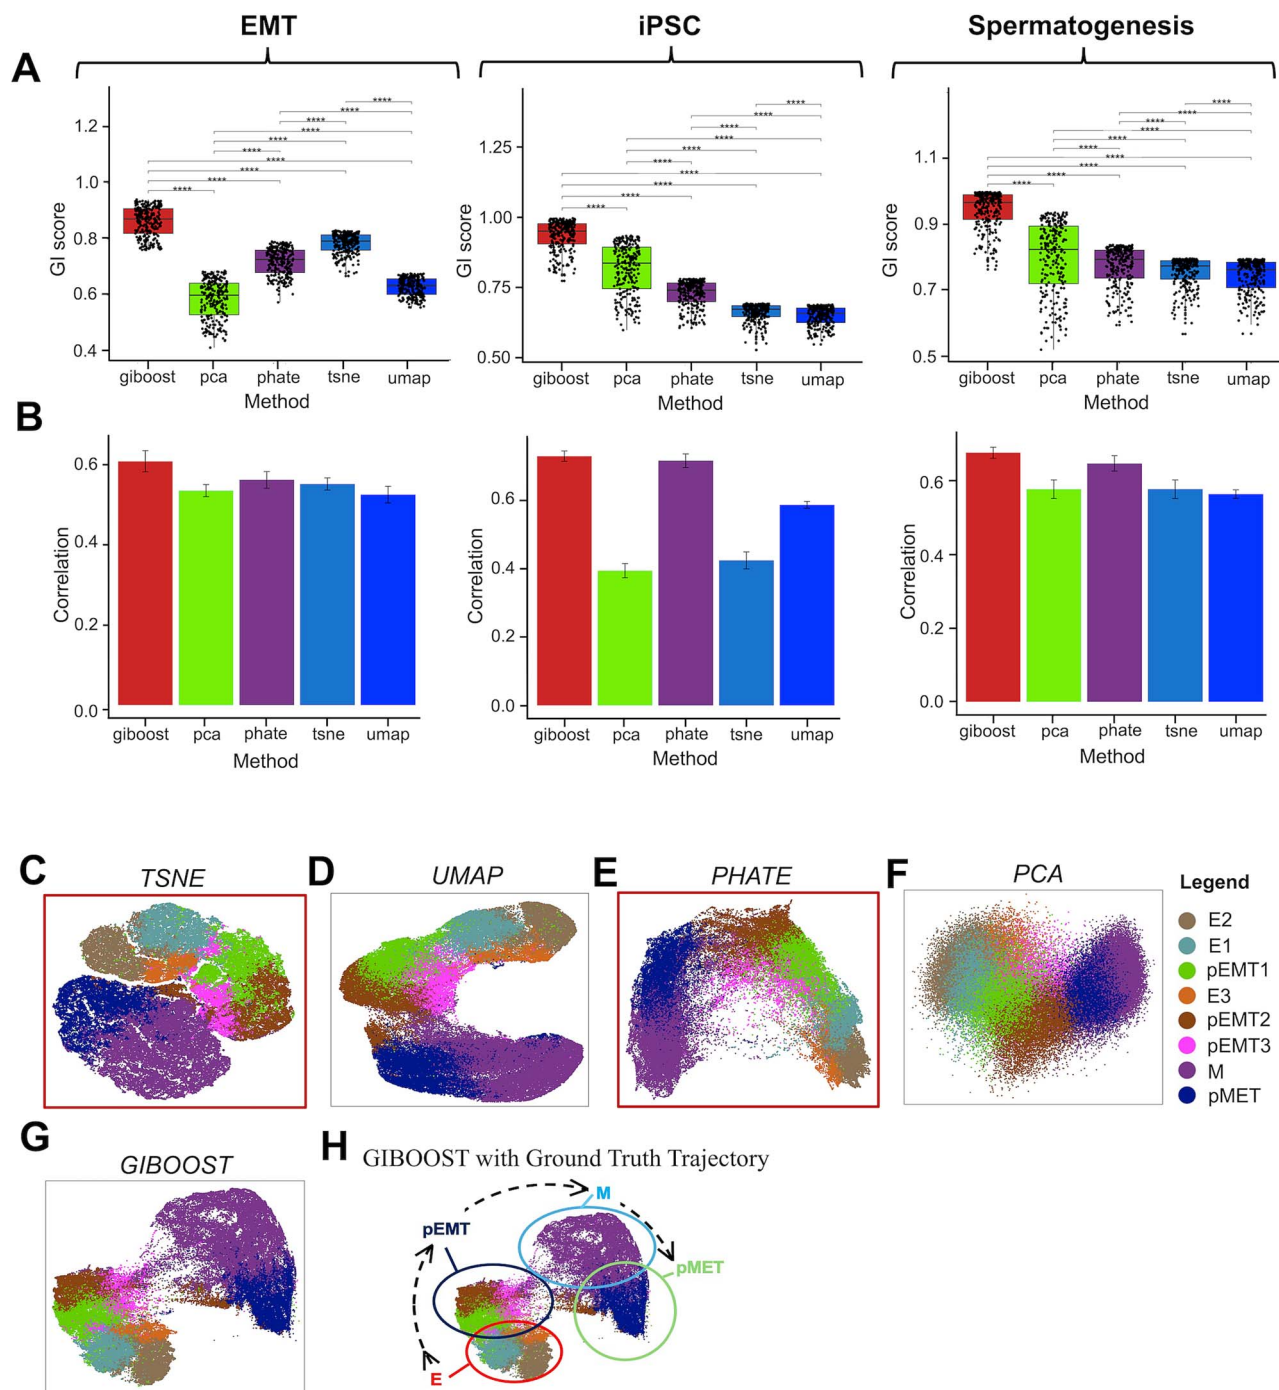 EMT
iPSC
Spermatogenesis
A
GI score
1.2
1.0
0.8
0.6
0.4
**** **** **** **** **** **** **** **** **** ****
giboost pca phate tsne umap
Method
GI score
1.25
1.00
0.75
0.50
**** **** **** **** **** **** **** **** **** ****
giboost pca phate tsne umap
Method
GI score
1.1
0.9
0.7
0.5
**** **** **** **** **** **** **** **** **** ****
giboost pca phate tsne umap
Method
B
Correlation
0.6
0.4
0.2
0.0
giboost pca phate tsne umap
Method
Correlation
0.6
0.4
0.2
0.0
giboost pca phate tsne umap
Method
Correlation
0.6
0.4
0.2
0.0
giboost pca phate tsne umap
Method
C
TSNE
D
UMAP
E
PHATE
F
PCA
Legend
E2
E1
pEMT1
E3
pEMT2
pEMT3
M
pMET
G
GIBOOST
H
GIBOOST with Ground Truth Trajectory
M
pEMT
pMET
E